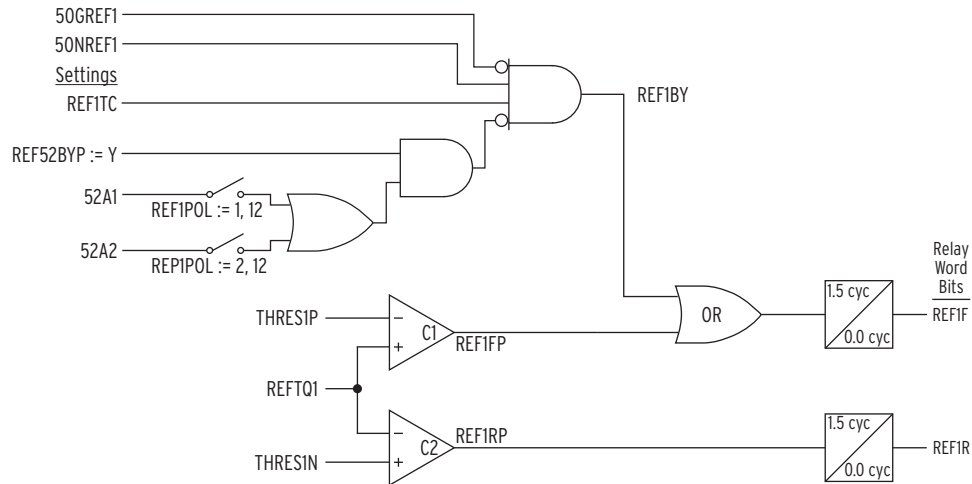 50GREF1
50NREF1
Settings
REF1TC
REF1BY
REF52BYP := Y
52A1
REF1POL := 1, 12
52A2
REP1POL := 2, 12
Relay
Word
Bits
THRES1P
−
C1
+
REF1FP
OR
1.5 cyc
0.0 cyc
REF1F
REFTQ1
−
C2
+
REF1RP
THRES1N
1.5 cyc
0.0 cyc
REF1R